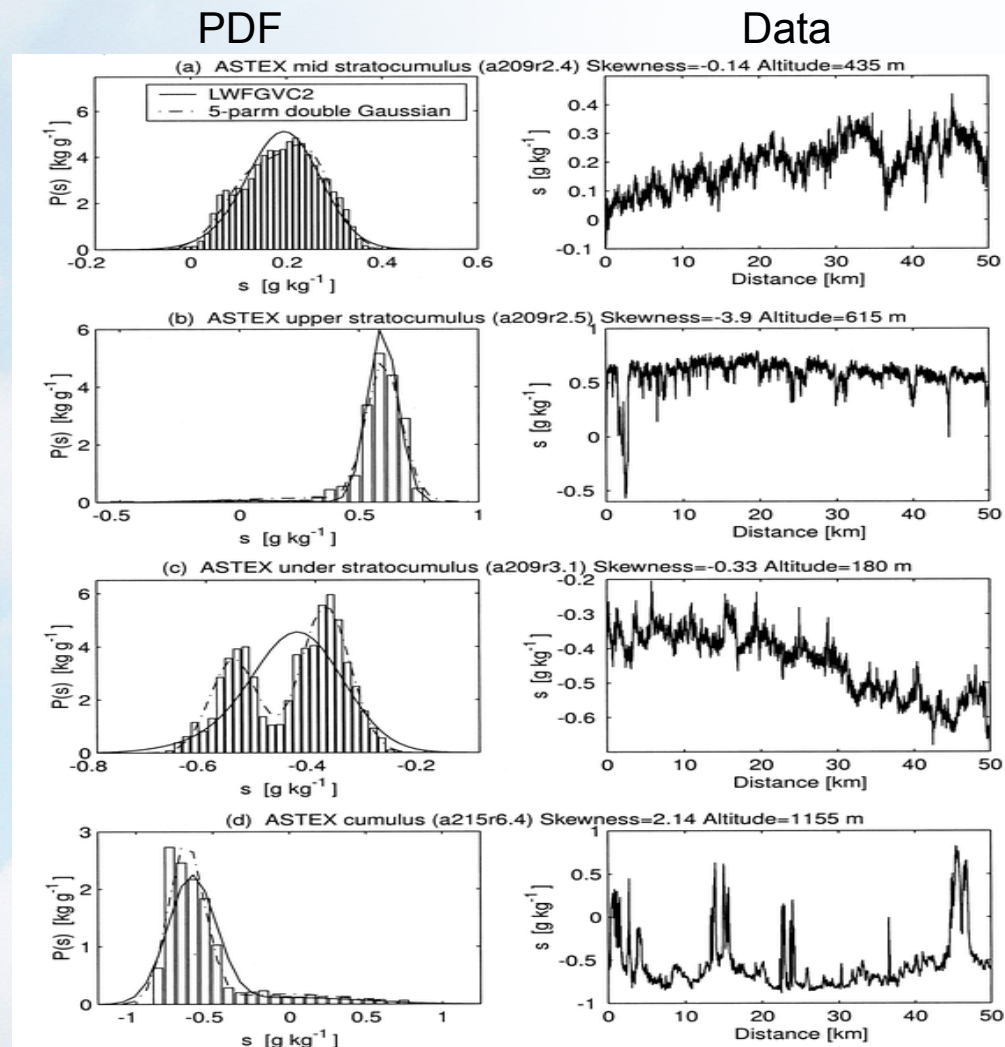 PDF Data
(a) ASTEX mid stratocumulus (a209r2.4) Skewness=-0.14 Altitude=435 m
LWFGVC2
5-parm double Gaussian
P(s) [kg g-1]
6
4
2
0
-0.2 0 0.2 0.4 0.6
s [g kg-1]
s [g kg-1]
0.5
0.4
0.3
0.2
0.1
0
-0.1
0 10 20 30 40 50
Distance [km]
(b) ASTEX upper stratocumulus (a209r2.5) Skewness=-3.9 Altitude=615 m
P(s) [kg g-1]
6
4
2
0
-0.5 0 0.5 1
s [g kg-1]
s [g kg-1]
1
0.5
0
-0.5
0 10 20 30 40 50
Distance [km]
(c) ASTEX under stratocumulus (a209r3.1) Skewness=-0.33 Altitude=180 m
P(s) [kg g-1]
6
4
2
0
-0.8 -0.6 -0.4 -0.2
s [g kg-1]
s [g kg-1]
-0.2
-0.3
-0.4
-0.5
-0.6
0 10 20 30 40 50
Distance [km]
(d) ASTEX cumulus (a215r6.4) Skewness=2.14 Altitude=1155 m
P(s) [kg g-1]
3
2
1
0
-1 -0.5 0 0.5 1
s [g kg-1]
s [g kg-1]
1
0.5
0
-0.5
-1
0 10 20 30 40 50
Distance [km]